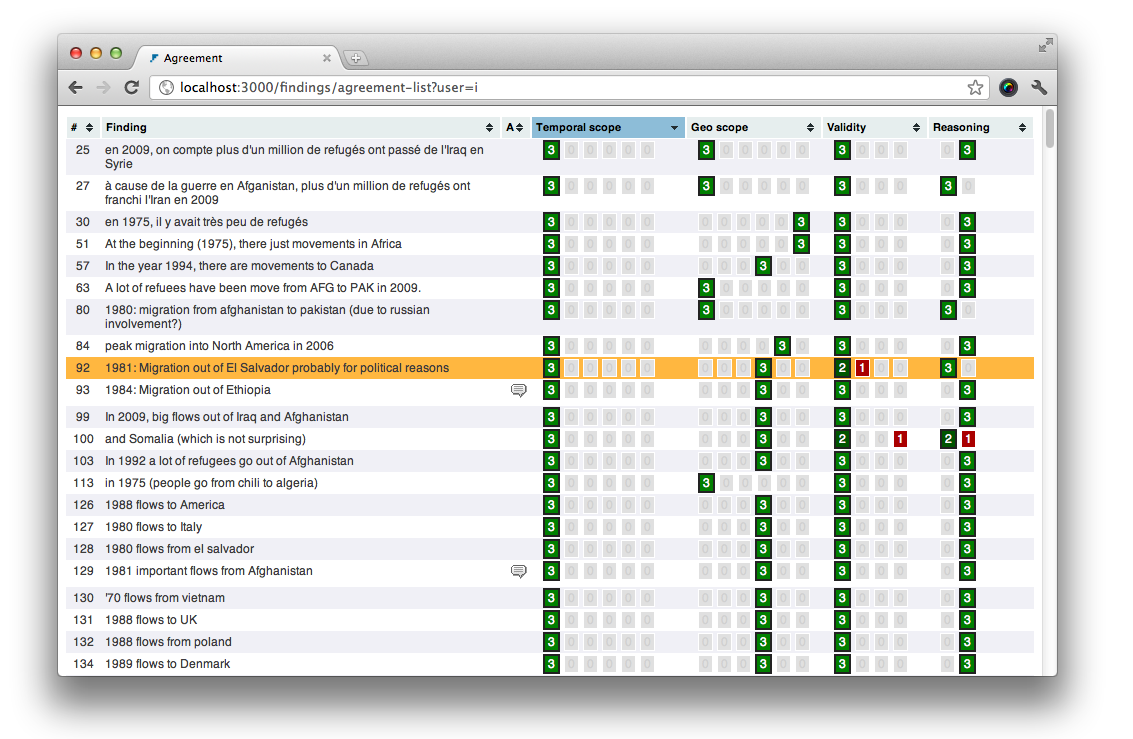 Agreement
localhost:3000/findings/agreement-list?user=i
# Finding A Temporal scope Geo scope Validity Reasoning
25 en 2009, on compte plus d'un million de refugés ont passé de l'Iraq en 3 0 0 0 0 0 3 0 0 0 0 0 3 0 0 0 0 3
Syrie
27 à cause de la guerre en Afganistan, plus d'un million de refugés ont 3 0 0 0 0 0 3 0 0 0 0 0 3 0 0 0 3 0
franchi l'Iran en 2009
30 en 1975, il y avait très peu de refugés 3 0 0 0 0 0 0 0 0 0 0 3 3 0 0 0 0 3
51 At the beginning (1975), there just movements in Africa 3 0 0 0 0 0 0 0 0 0 0 3 3 0 0 0 0 3
57 In the year 1994, there are movements to Canada 3 0 0 0 0 0 0 0 0 3 0 0 3 0 0 0 0 3
63 A lot of refuees have been move from AFG to PAK in 2009. 3 0 0 0 0 0 3 0 0 0 0 0 3 0 0 0 0 3
80 1980: migration from afghanistan to pakistan (due to russian 3 0 0 0 0 0 3 0 0 0 0 0 3 0 0 0 3 0
involvement?)
84 peak migration into North America in 2006 3 0 0 0 0 0 0 0 0 0 3 0 3 0 0 0 0 3
92 1981: Migration out of El Salvador probably for political reasons 3 0 0 0 0 0 0 0 0 3 0 0 2 1 0 0 3 0
93 1984: Migration out of Ethiopia 3 0 0 0 0 0 0 0 0 3 0 0 3 0 0 0 0 3
99 In 2009, big flows out of Iraq and Afghanistan 3 0 0 0 0 0 0 0 0 3 0 0 3 0 0 0 0 3
100 and Somalia (which is not surprising) 3 0 0 0 0 0 0 0 0 3 0 0 2 0 0 1 2 1
103 In 1992 a lot of refugees go out of Afghanistan 3 0 0 0 0 0 0 0 0 3 0 0 3 0 0 0 0 3
113 in 1975 (people go from chili to algeria) 3 0 0 0 0 0 3 0 0 0 0 0 3 0 0 0 0 3
126 1988 flows to America 3 0 0 0 0 0 0 0 0 3 0 0 3 0 0 0 0 3
127 1980 flows to Italy 3 0 0 0 0 0 0 0 0 3 0 0 3 0 0 0 0 3
128 1980 flows from el salvador 3 0 0 0 0 0 0 0 0 3 0 0 3 0 0 0 0 3
129 1981 important flows from Afghanistan 3 0 0 0 0 0 0 0 0 3 0 0 3 0 0 0 0 3
130 '70 flows from vietnam 3 0 0 0 0 0 0 0 0 3 0 0 3 0 0 0 0 3
131 1988 flows to UK 3 0 0 0 0 0 0 0 0 3 0 0 3 0 0 0 0 3
132 1988 flows from poland 3 0 0 0 0 0 0 0 0 3 0 0 3 0 0 0 0 3
134 1989 flows to Denmark 3 0 0 0 0 0 0 0 0 3 0 0 3 0 0 0 0 3